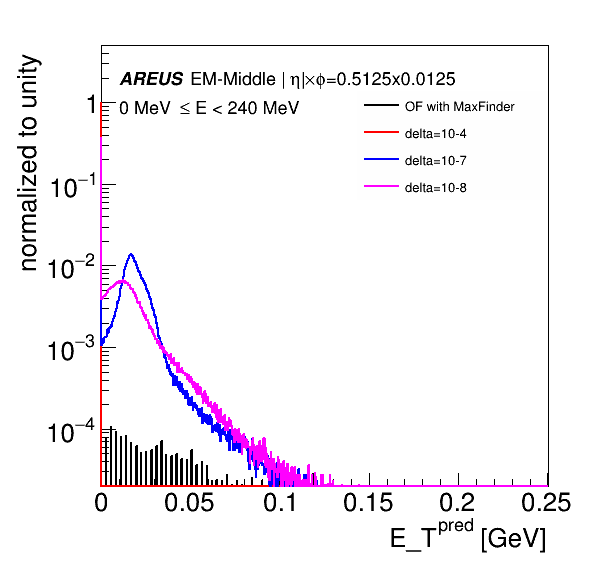 normalized to unity
AREUS EM-Middle | η|×ϕ=0.5125x0.0125
0 MeV ≤ E < 240 MeV
OF with MaxFinder
delta=10-4
delta=10-7
delta=10-8
1
10⁻¹
10⁻²
10⁻³
10⁻⁴
0 0.05 0.1 0.15 0.2 0.25
E_T^pred [GeV]